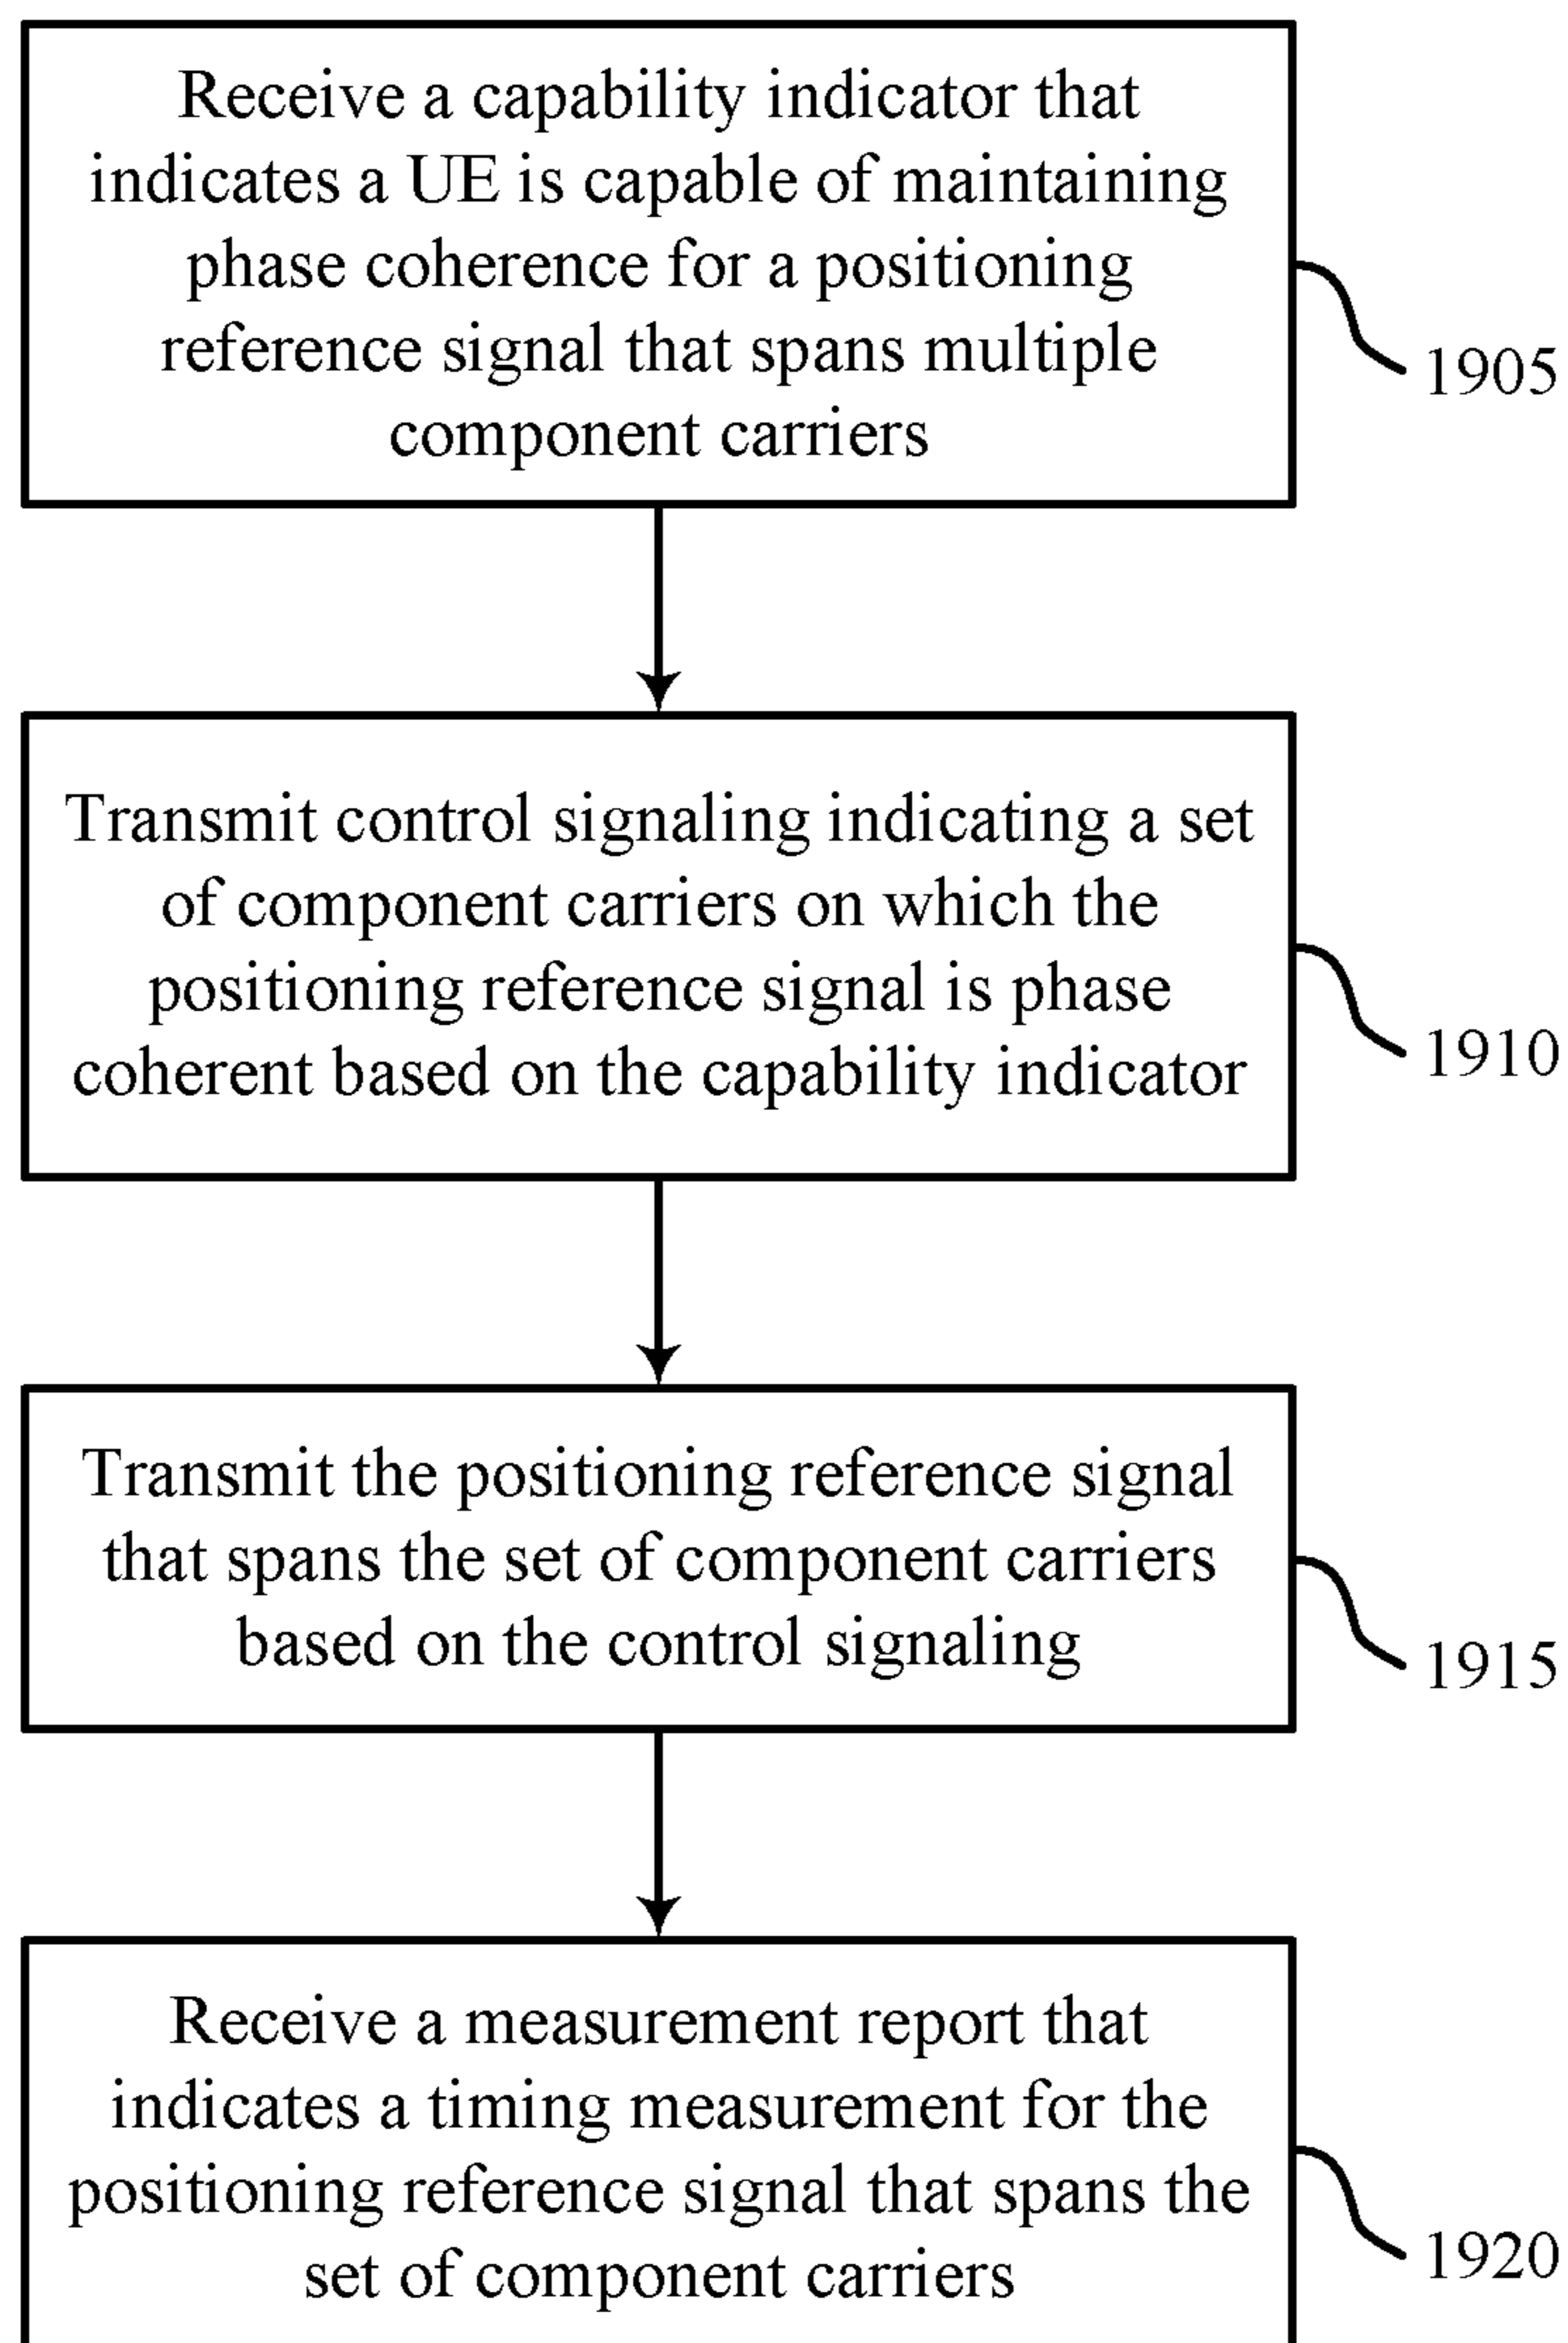 Receive a capability indicator that
indicates a UE is capable of maintaining
phase coherence for a positioning
reference signal that spans multiple
component carriers
1905
Transmit control signaling indicating a set
of component carriers on which the
positioning reference signal is phase
coherent based on the capability indicator
1910
Transmit the positioning reference signal
that spans the set of component carriers
based on the control signaling
1915
Receive a measurement report that
indicates a timing measurement for the
positioning reference signal that spans the
set of component carriers
1920